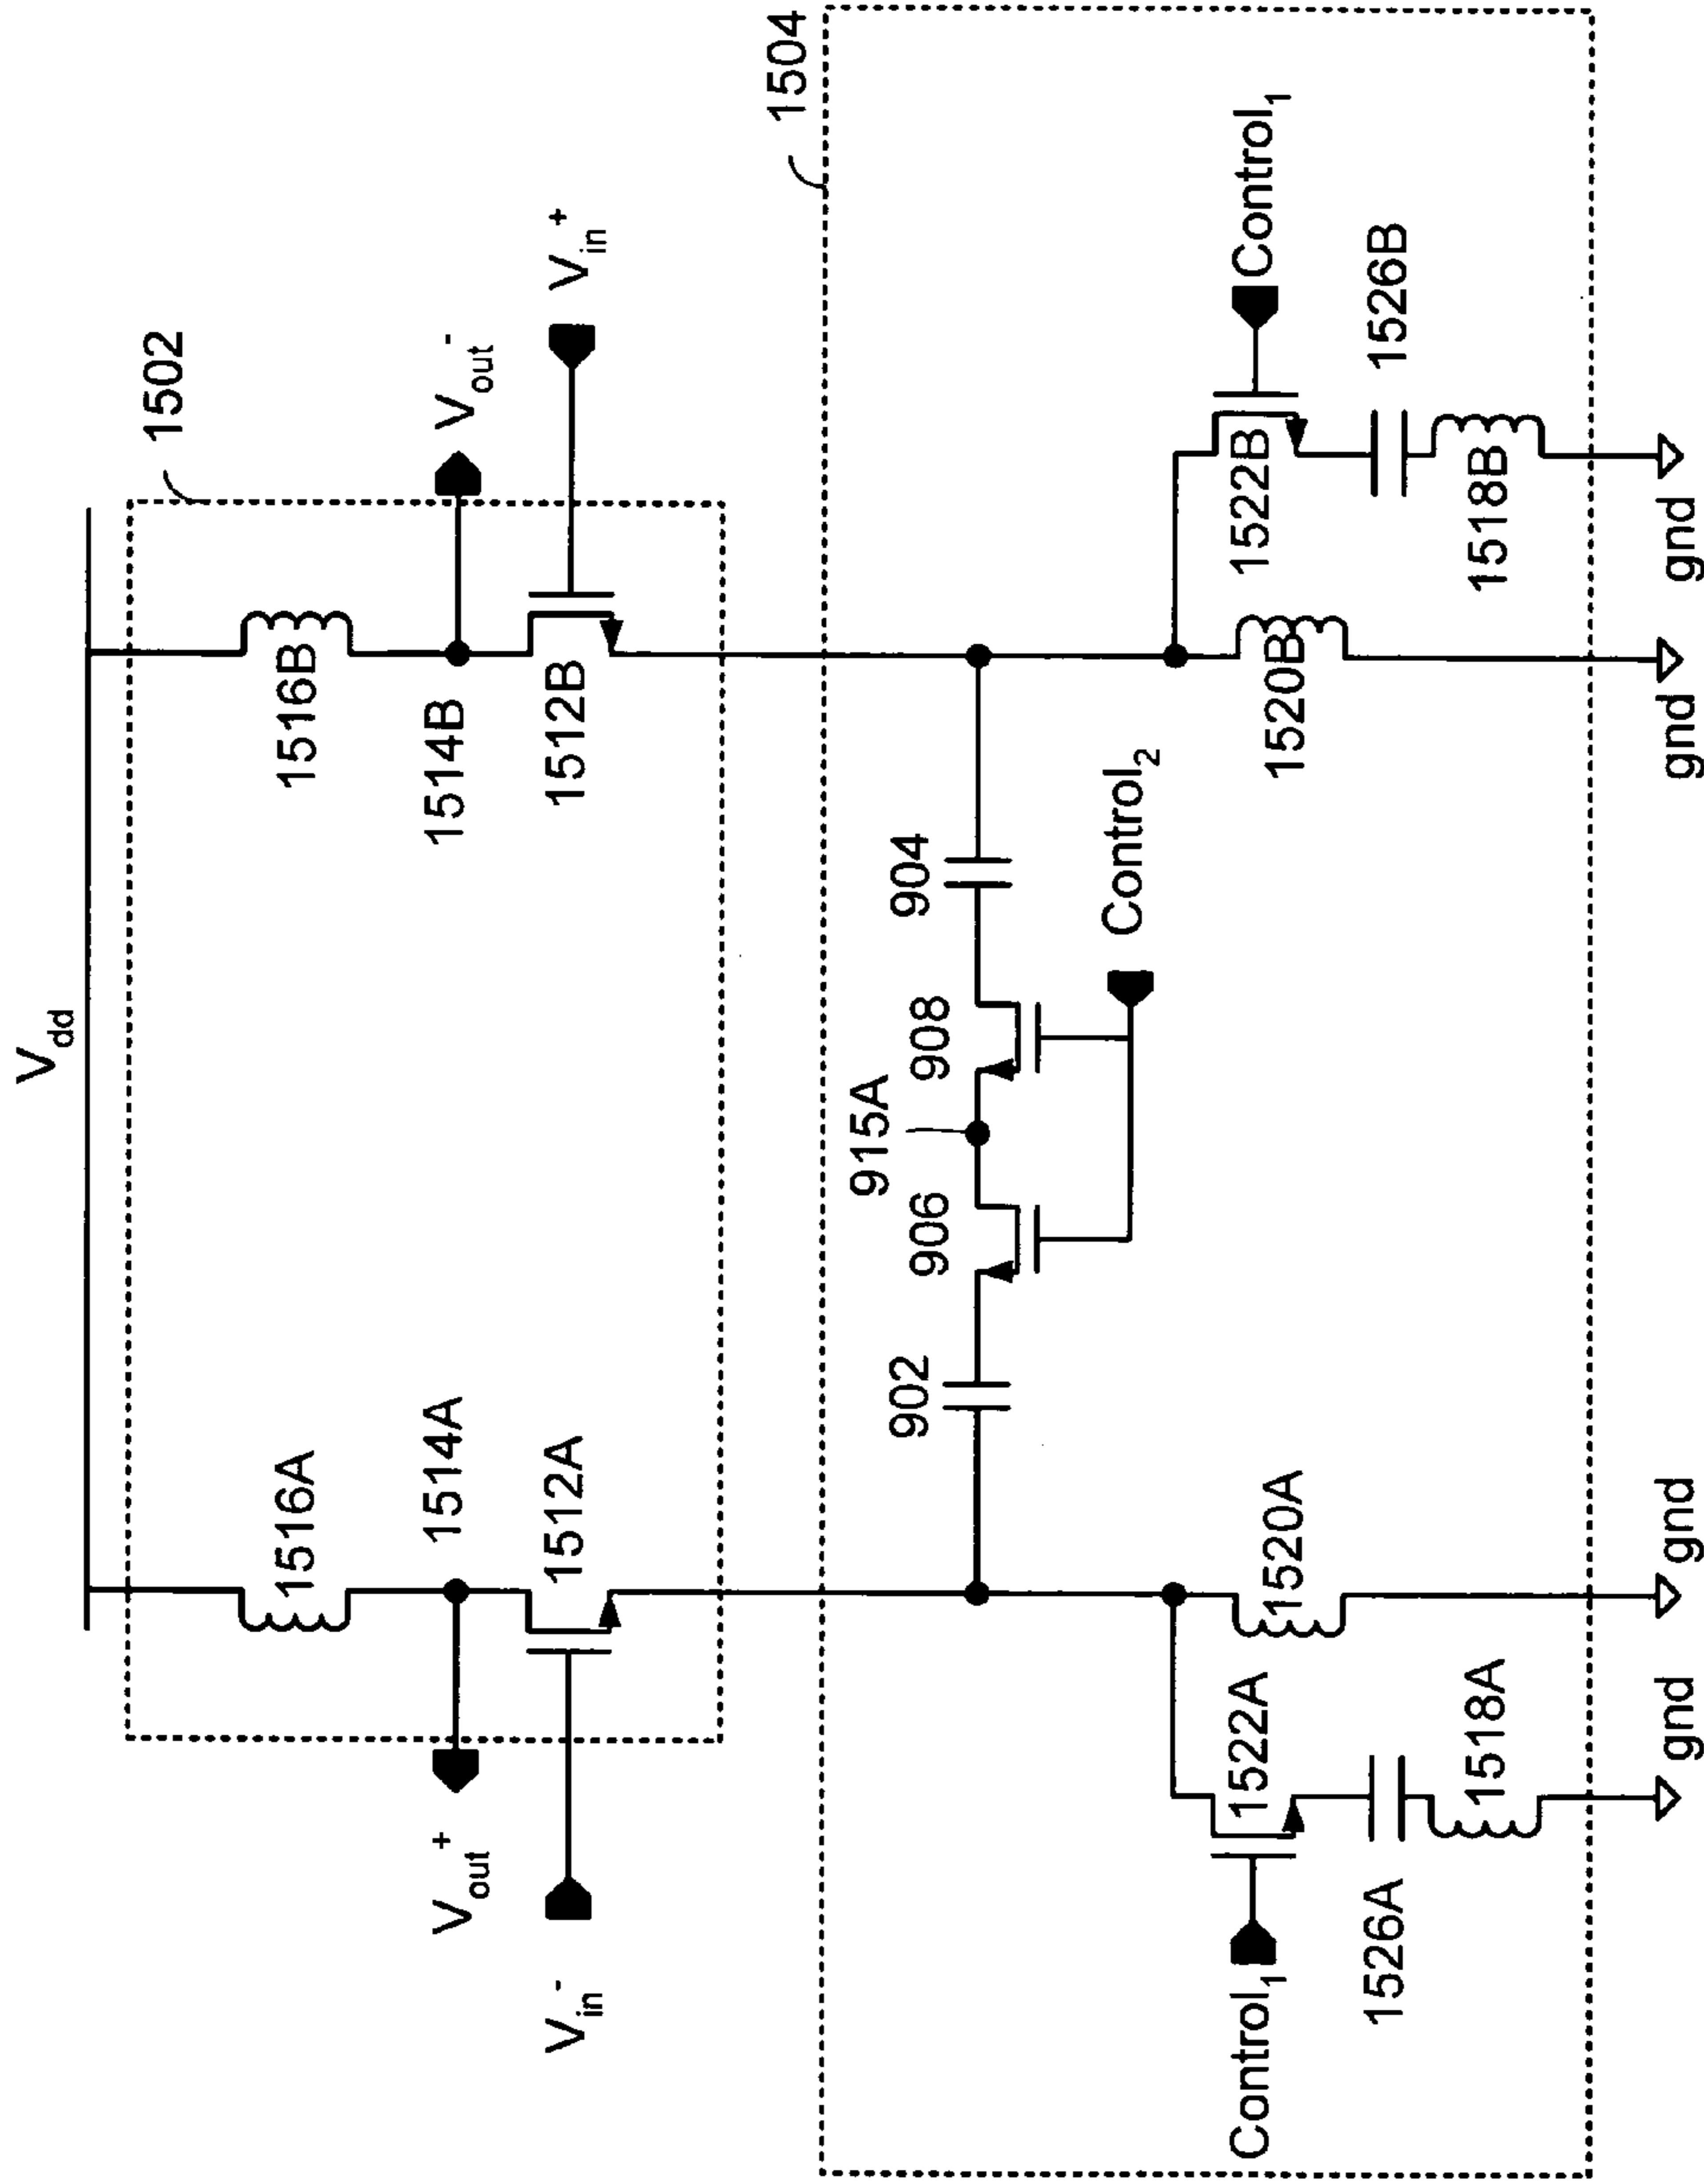 V_dd
1502
1516A
1516B
V_out^+
1514A
1514B
V_out^-
V_in^-
1512A
1512B
V_in^+
1504
902
906
915A
908
904
Control_2
Control_1
1522A
1520A
1520B
1522B
Control_1
1526A
1518A
1518B
1526B
gnd
gnd
gnd
gnd